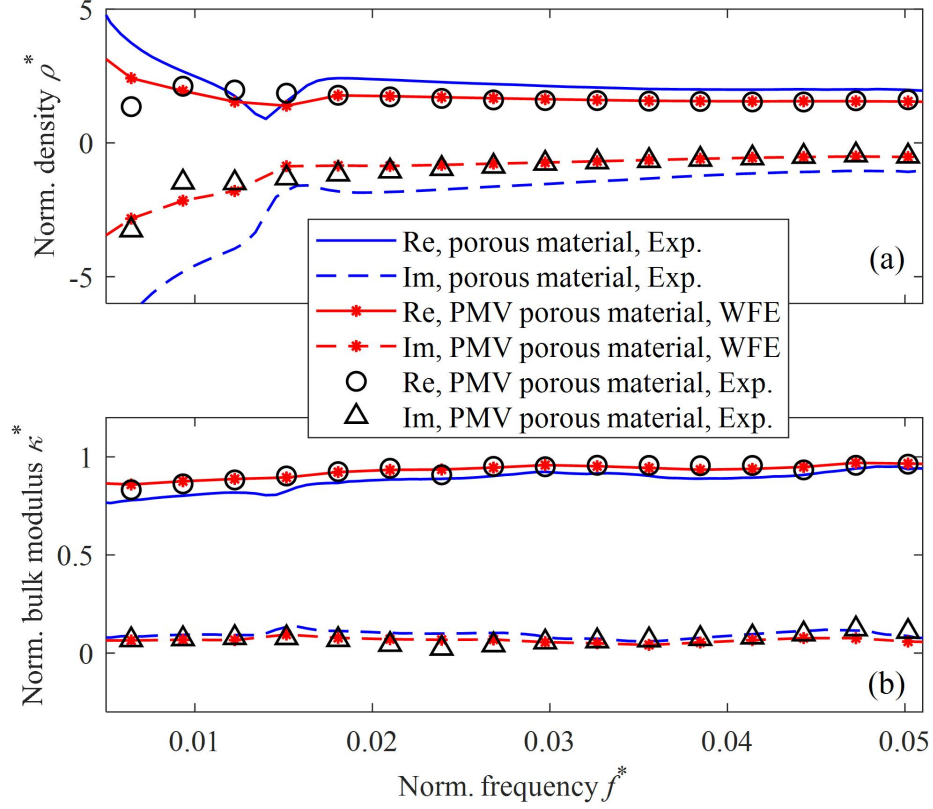 5
0
-5
Norm. density ρ*
(a)
Re, porous material, Exp.
Im, porous material, Exp.
Re, PMV porous material, WFE
Im, PMV porous material, WFE
Re, PMV porous material, Exp.
Im, PMV porous material, Exp.
1
0.5
0
Norm. bulk modulus κ*
(b)
0.01 0.02 0.03 0.04 0.05
Norm. frequency f*